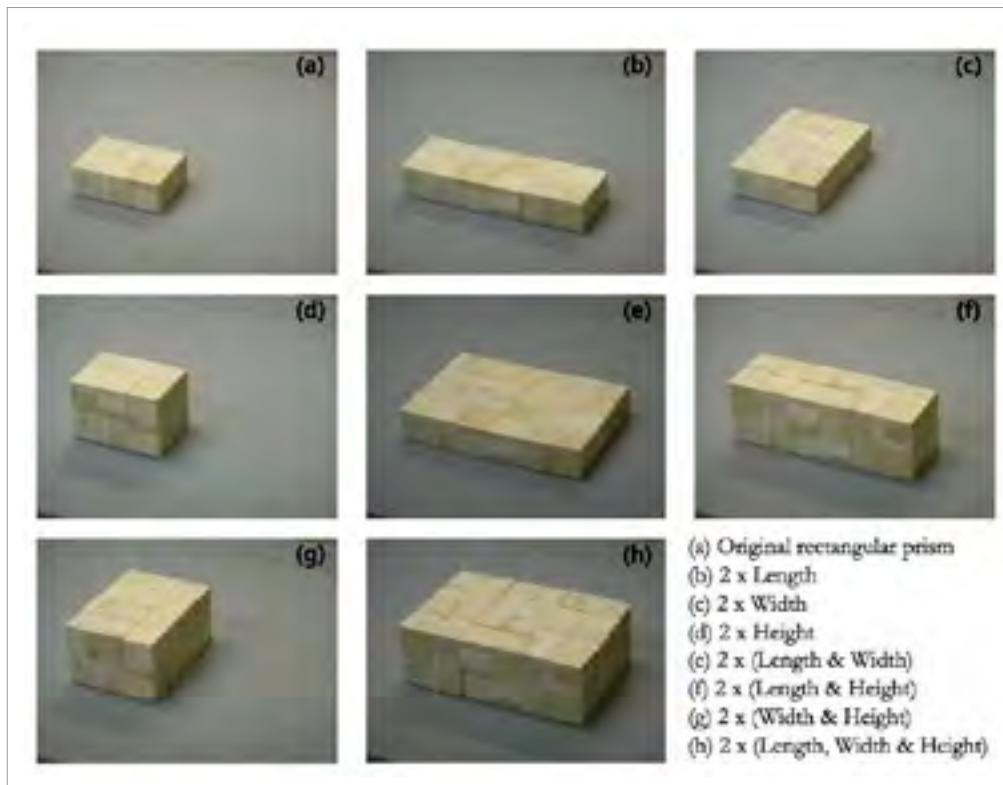 (a)
(b)
(c)
(d)
(e)
(f)
(g)
(h)
(a) Original rectangular prism
(b) 2 x Length
(c) 2 x Width
(d) 2 x Height
(e) 2 x (Length & Width)
(f) 2 x (Length & Height)
(g) 2 x (Width & Height)
(h) 2 x (Length, Width & Height)